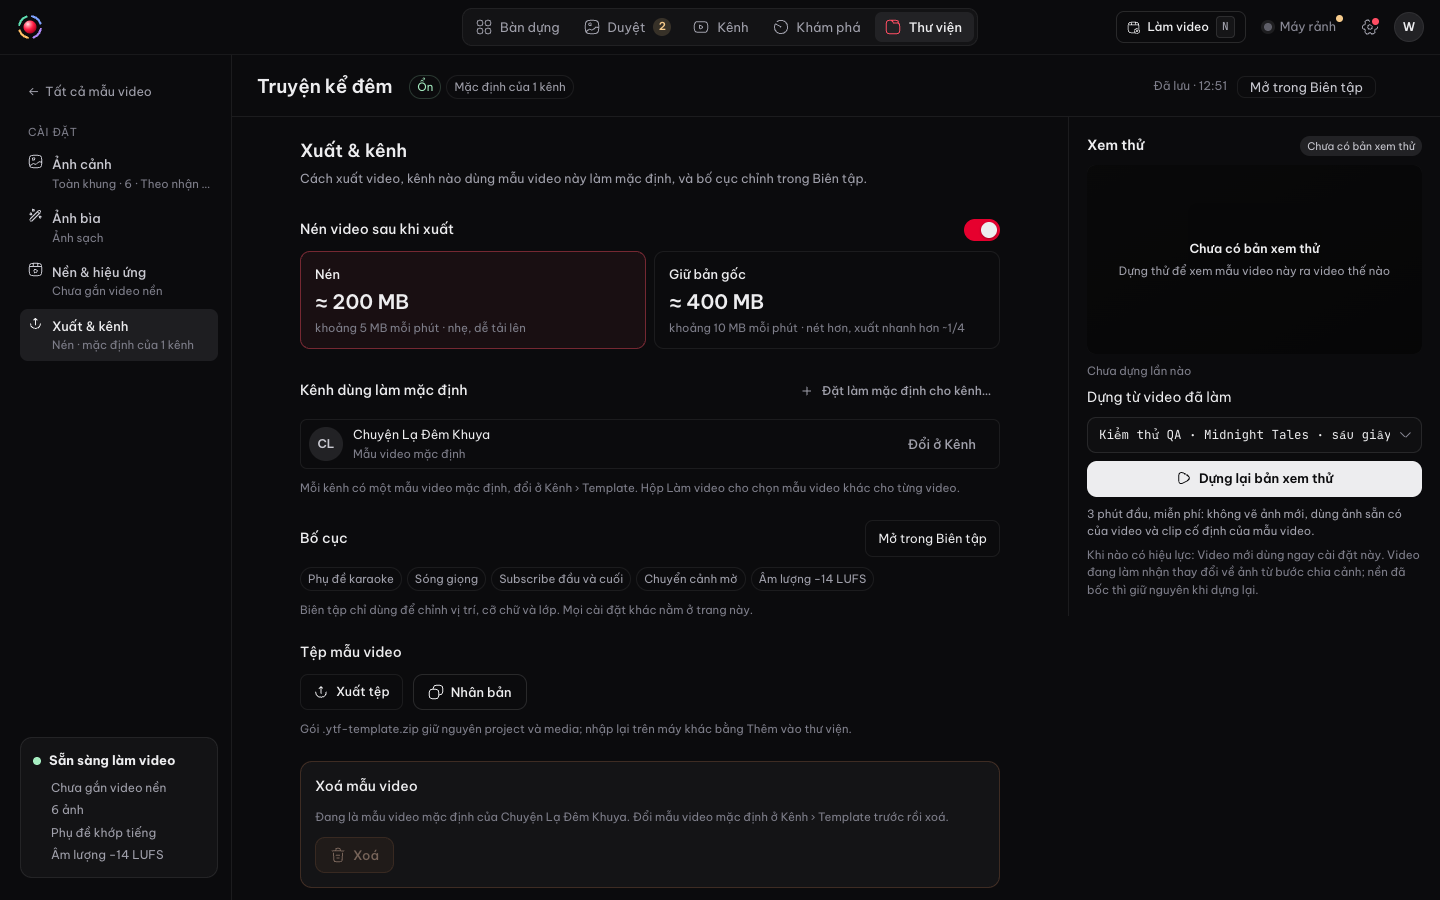 Bàn dựng
Duyệt 2
Kênh
Khám phá
Thư viện
Làm video N
Máy rảnh
W
← Tất cả mẫu video
CÀI ĐẶT
Ảnh cảnh
Toàn khung · 6 · Theo nhận ...
Ảnh bìa
Ảnh sạch
Nền & hiệu ứng
Chưa gắn video nền
Xuất & kênh
Nén · mặc định của 1 kênh
Sẵn sàng làm video
Chưa gắn video nền
6 ảnh
Phụ đề khớp tiếng
Âm lượng -14 LUFS
Truyện kể đêm
Ổn
Mặc định của 1 kênh
Đã lưu · 12:51
Mở trong Biên tập
Xuất & kênh
Cách xuất video, kênh nào dùng mẫu video này làm mặc định, và bố cục chỉnh trong Biên tập.
Nén video sau khi xuất
Nén
≈ 200 MB
khoảng 5 MB mỗi phút · nhẹ, dễ tải lên
Giữ bản gốc
≈ 400 MB
khoảng 10 MB mỗi phút · nét hơn, xuất nhanh hơn ~1/4
Kênh dùng làm mặc định
+ Đặt làm mặc định cho kênh...
CL
Chuyện Lạ Đêm Khuya
Mẫu video mặc định
Đổi ở Kênh
Mỗi kênh có một mẫu video mặc định, đổi ở Kênh › Template. Hộp Làm video cho chọn mẫu video khác cho từng video.
Bố cục
Mở trong Biên tập
Phụ đề karaoke
Sóng giọng
Subscribe đầu và cuối
Chuyển cảnh mờ
Âm lượng -14 LUFS
Biên tập chỉ dùng để chỉnh vị trí, cỡ chữ và lớp. Mọi cài đặt khác nằm ở trang này.
Tệp mẫu video
Xuất tệp
Nhân bản
Gói .ytf-template.zip giữ nguyên project và media; nhập lại trên máy khác bằng Thêm vào thư viện.
Xoá mẫu video
Đang là mẫu video mặc định của Chuyện Lạ Đêm Khuya. Đổi mẫu video mặc định ở Kênh › Template trước rồi xoá.
Xoá
Xem thử
Chưa có bản xem thử
Chưa có bản xem thử
Dựng thử để xem mẫu video này ra video thế nào
Chưa dựng lần nào
Dựng từ video đã làm
Kiểm thử QA · Midnight Tales · sáu giây
Dựng lại bản xem thử
3 phút đầu, miễn phí: không vẽ ảnh mới, dùng ảnh sẵn có
của video và clip cố định của mẫu video.
Khi nào có hiệu lực: Video mới dùng ngay cài đặt này. Video
đang làm nhận thay đổi về ảnh từ bước chia cảnh; nền đã
bốc thì giữ nguyên khi dựng lại.